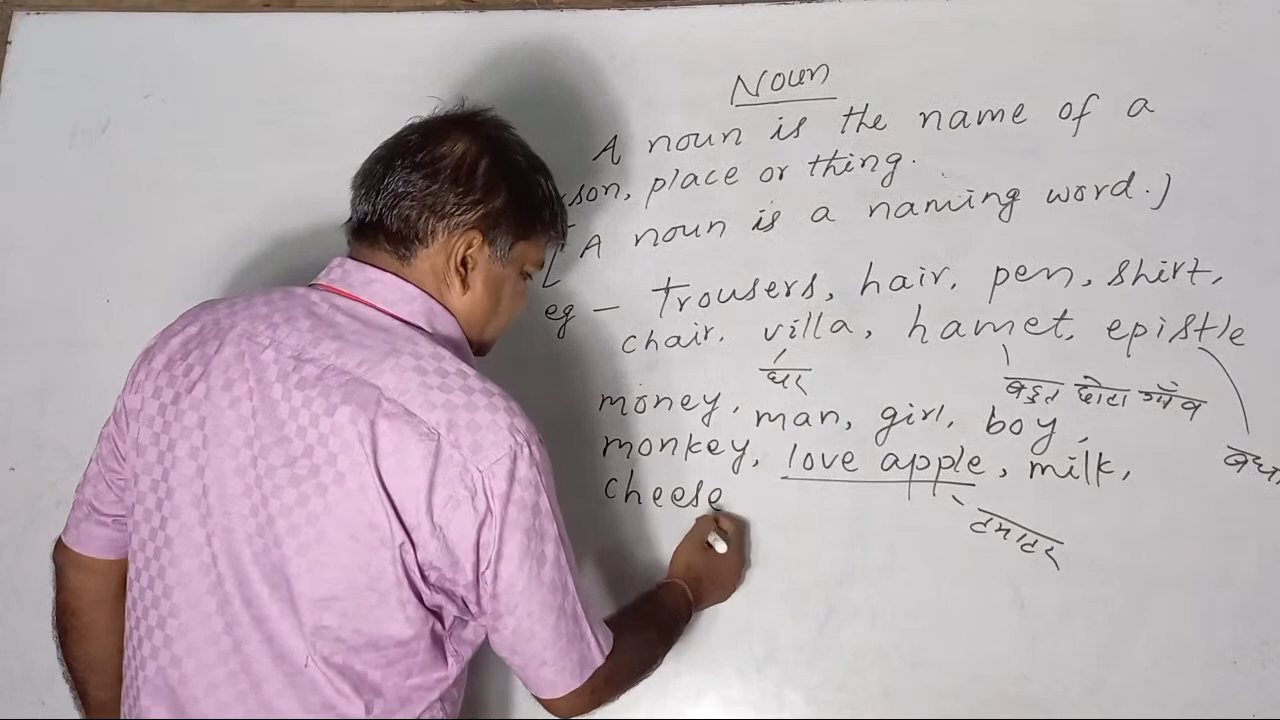 Noun
A noun is the name of a
son, place or thing.
[A noun is a naming word.)
eg - Trousers, hair, pen, shirt,
chair, villa, hamet, epistle
घर
बहुत छोटा गाँव
money, man, girl, boy,
monkey, love apple, milk,
cheese
टमाटर